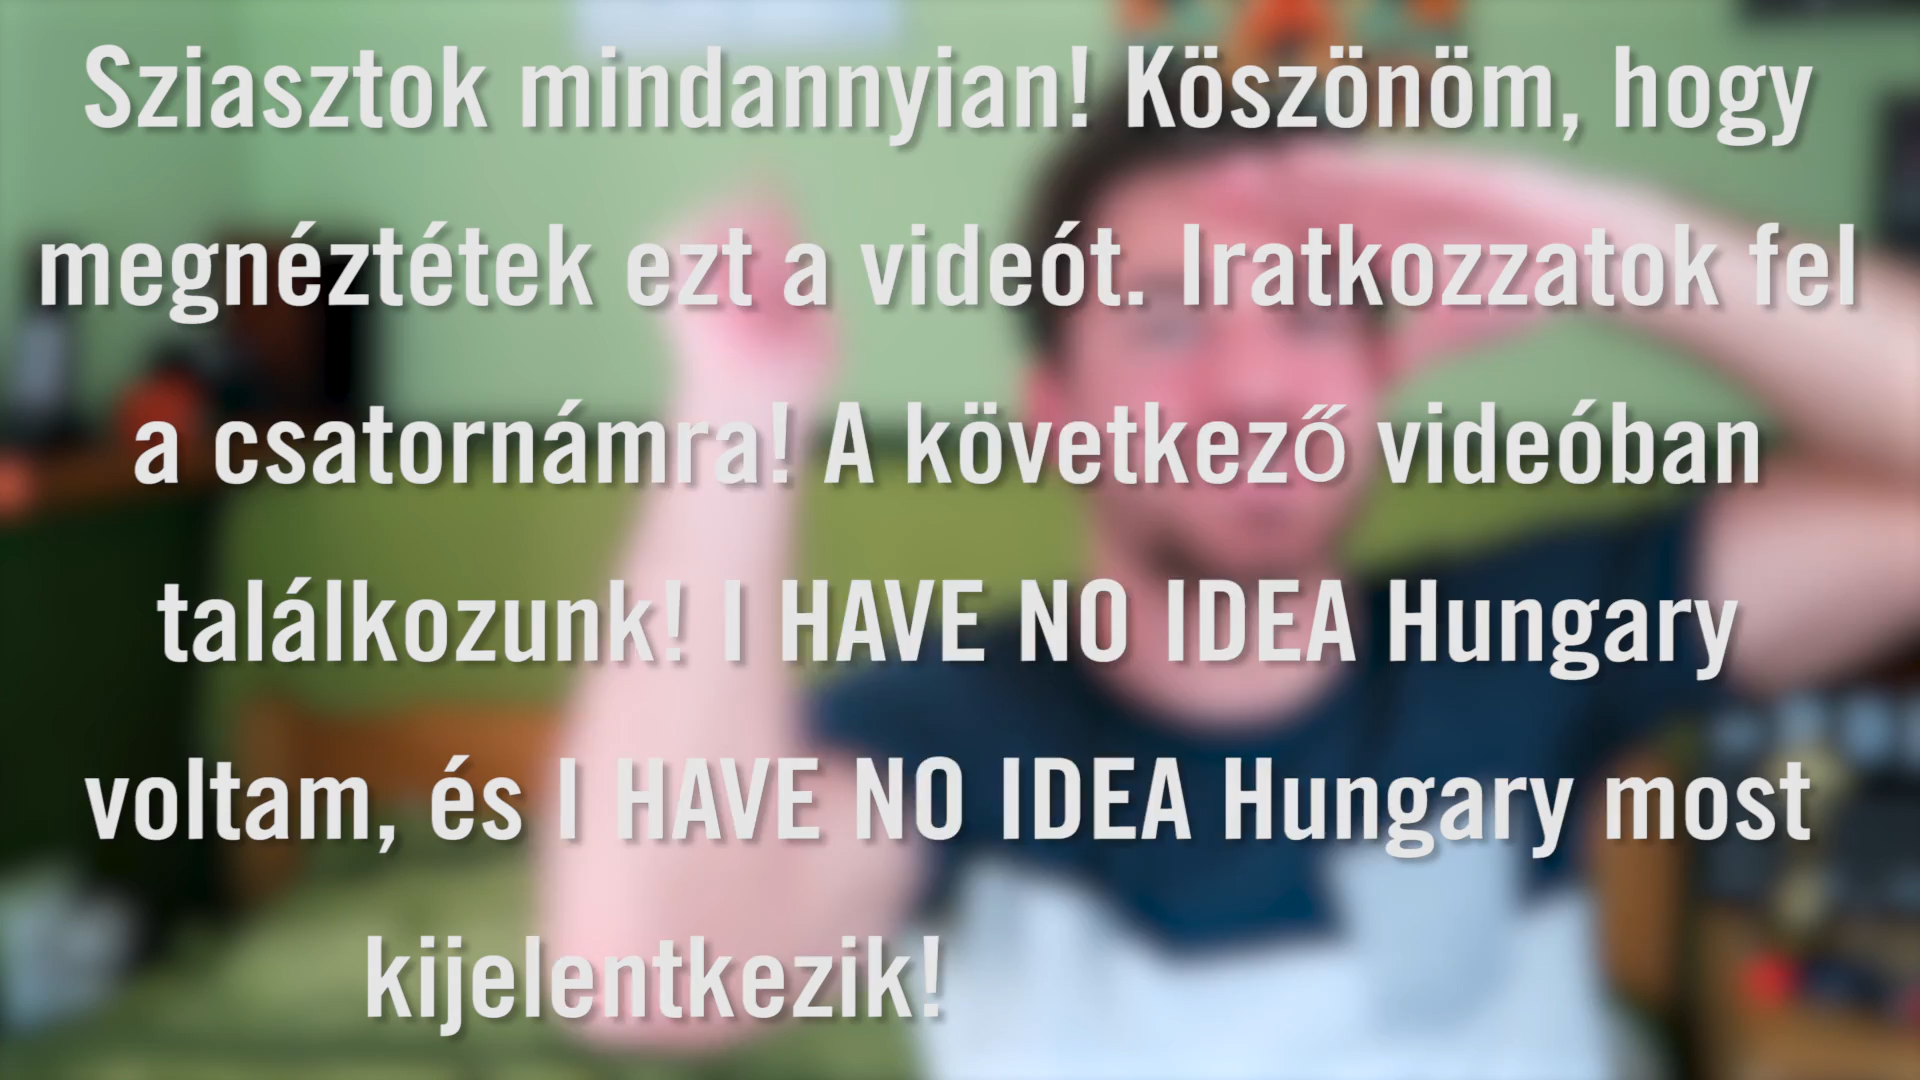 Sziasztok mindannyian! Köszönöm, hogy
megnéztétek ezt a videót. Iratkozzatok fel
a csatornámra! A következő videóban
találkozunk! I HAVE NO IDEA Hungary
voltam, és I HAVE NO IDEA Hungary most
kijelentkezik!